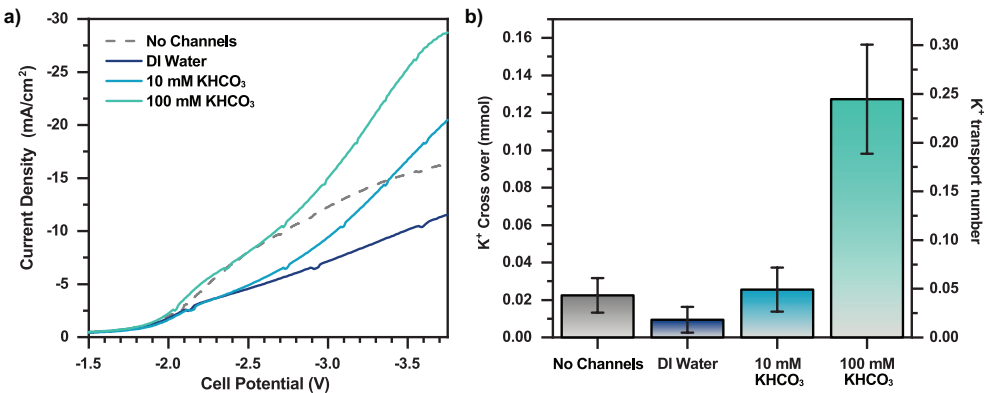 a)
-30
-25
-20
-15
-10
-5
0
Current Density (mA/cm²)
No Channels
DI Water
10 mM KHCO₃
100 mM KHCO₃
-1.5 -2.0 -2.5 -3.0 -3.5
Cell Potential (V)
b)
0.16
0.14
0.12
0.10
0.08
0.06
0.04
0.02
0.00
K⁺ Cross over (mmol)
0.30
0.25
0.20
0.15
0.10
0.05
0.00
K⁺ transport number
No Channels DI Water 10 mM 100 mM
KHCO₃ KHCO₃